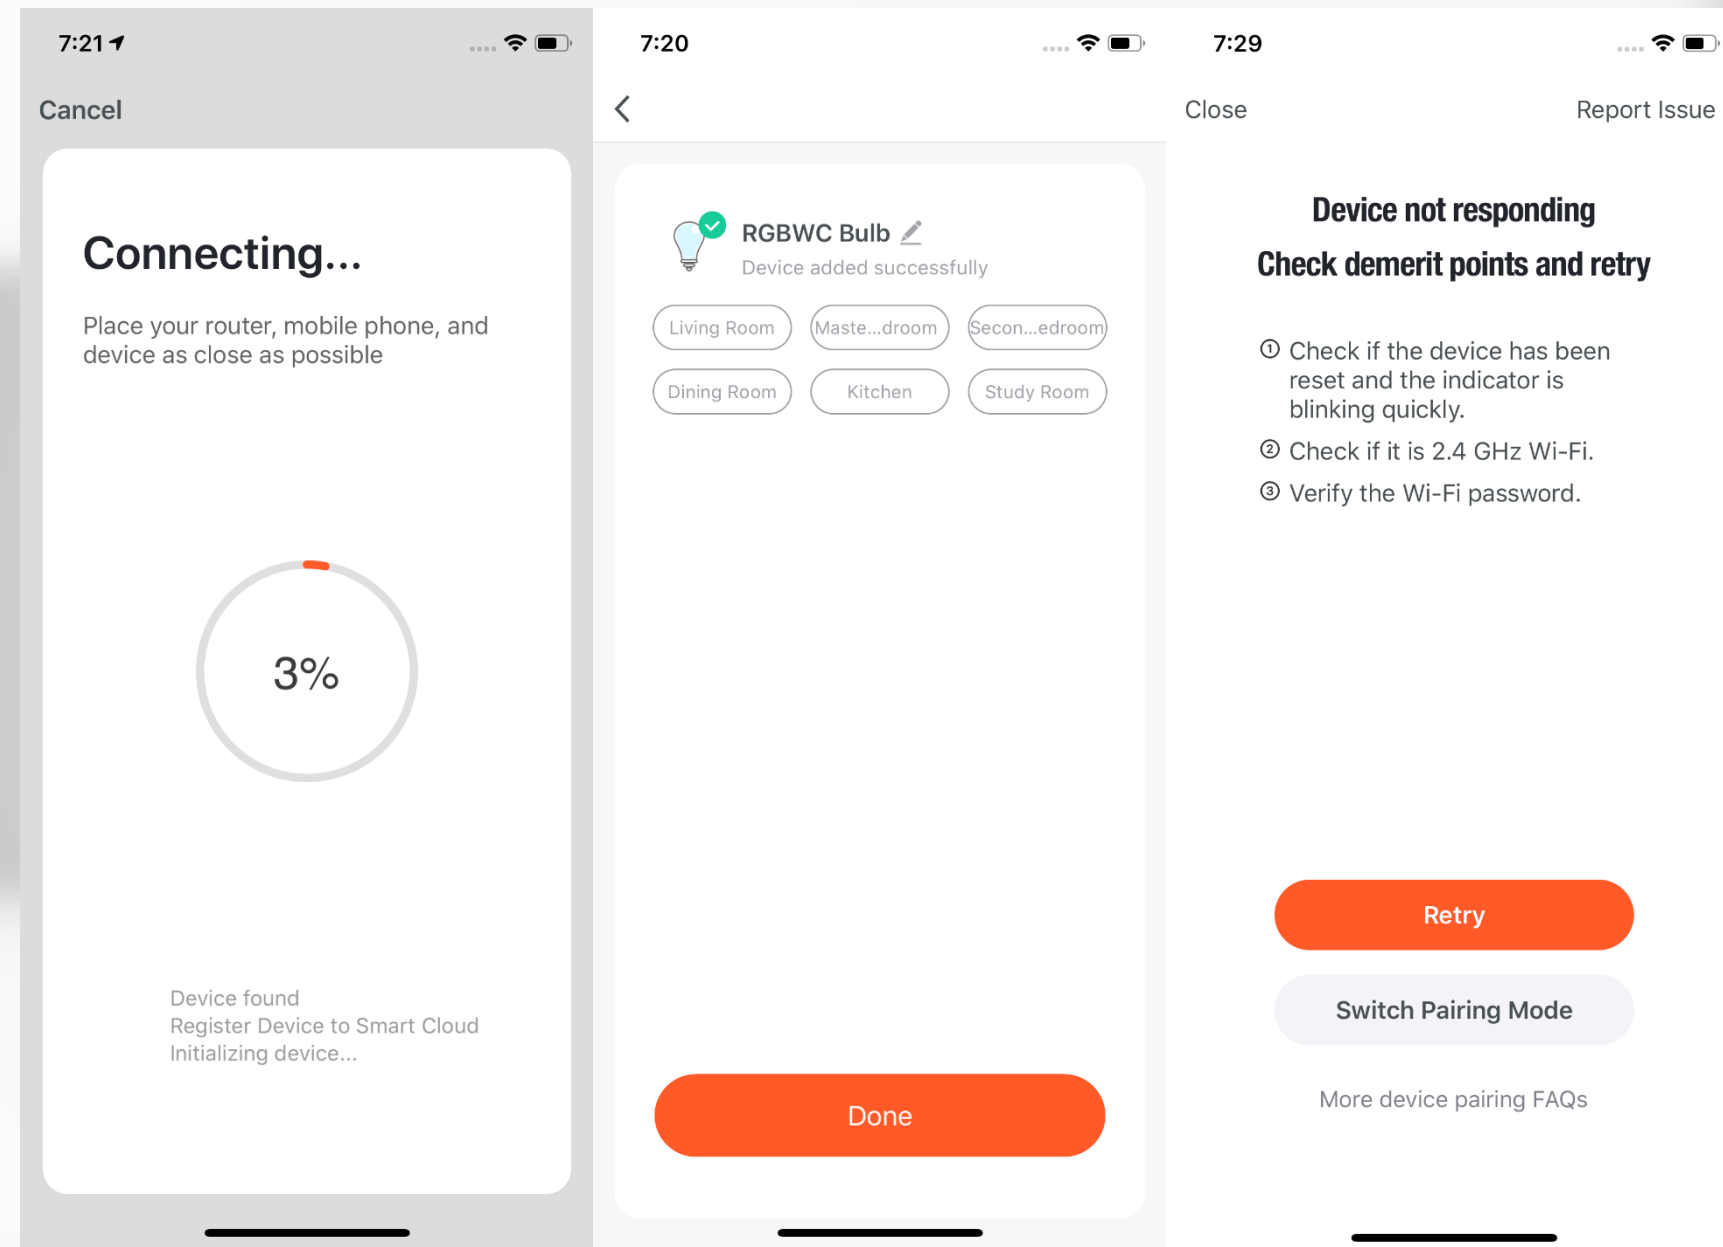 7:21
Cancel
Connecting...
Place your router, mobile phone, and
device as close as possible
3%
Device found
Register Device to Smart Cloud
Initializing device...
7:20
RGBWC Bulb
Device added successfully
Living Room
Maste...droom
Secon...edroom
Dining Room
Kitchen
Study Room
Done
7:29
Close
Report Issue
Device not responding
Check demerit points and retry
① Check if the device has been
reset and the indicator is
blinking quickly.
② Check if it is 2.4 GHz Wi-Fi.
③ Verify the Wi-Fi password.
Retry
Switch Pairing Mode
More device pairing FAQs